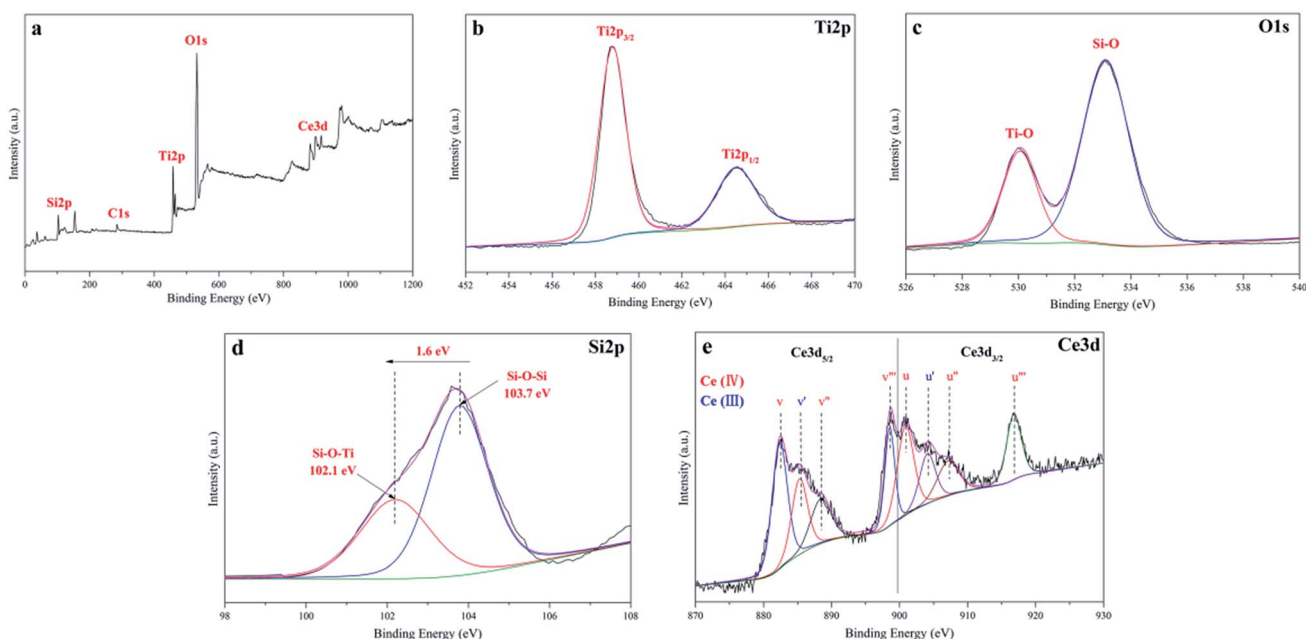 a
O1s
Ce3d
Ti2p
Si2p
C1s
Intensity (a.u.)
0 200 400 600 800 1000 1200
Binding Energy (eV)
b
Ti2p
Ti2p3/2
Ti2p1/2
Intensity (a.u.)
452 454 456 458 460 462 464 466 468 470
Binding Energy (eV)
c
O1s
Si-O
Ti-O
Intensity (a.u.)
526 528 530 532 534 536 538 540
Binding Energy (eV)
d
Si2p
1.6 eV
Si-O-Si
103.7 eV
Si-O-Ti
102.1 eV
Intensity (a.u.)
98 100 102 104 106 108
Binding Energy (eV)
e
Ce3d5/2
Ce3d3/2
Ce3d
Ce (Ⅳ)
Ce (Ⅲ)
v v' v'' v''' u u' u'' u'''
Intensity (a.u.)
870 880 890 900 910 920 930
Binding Energy (eV)